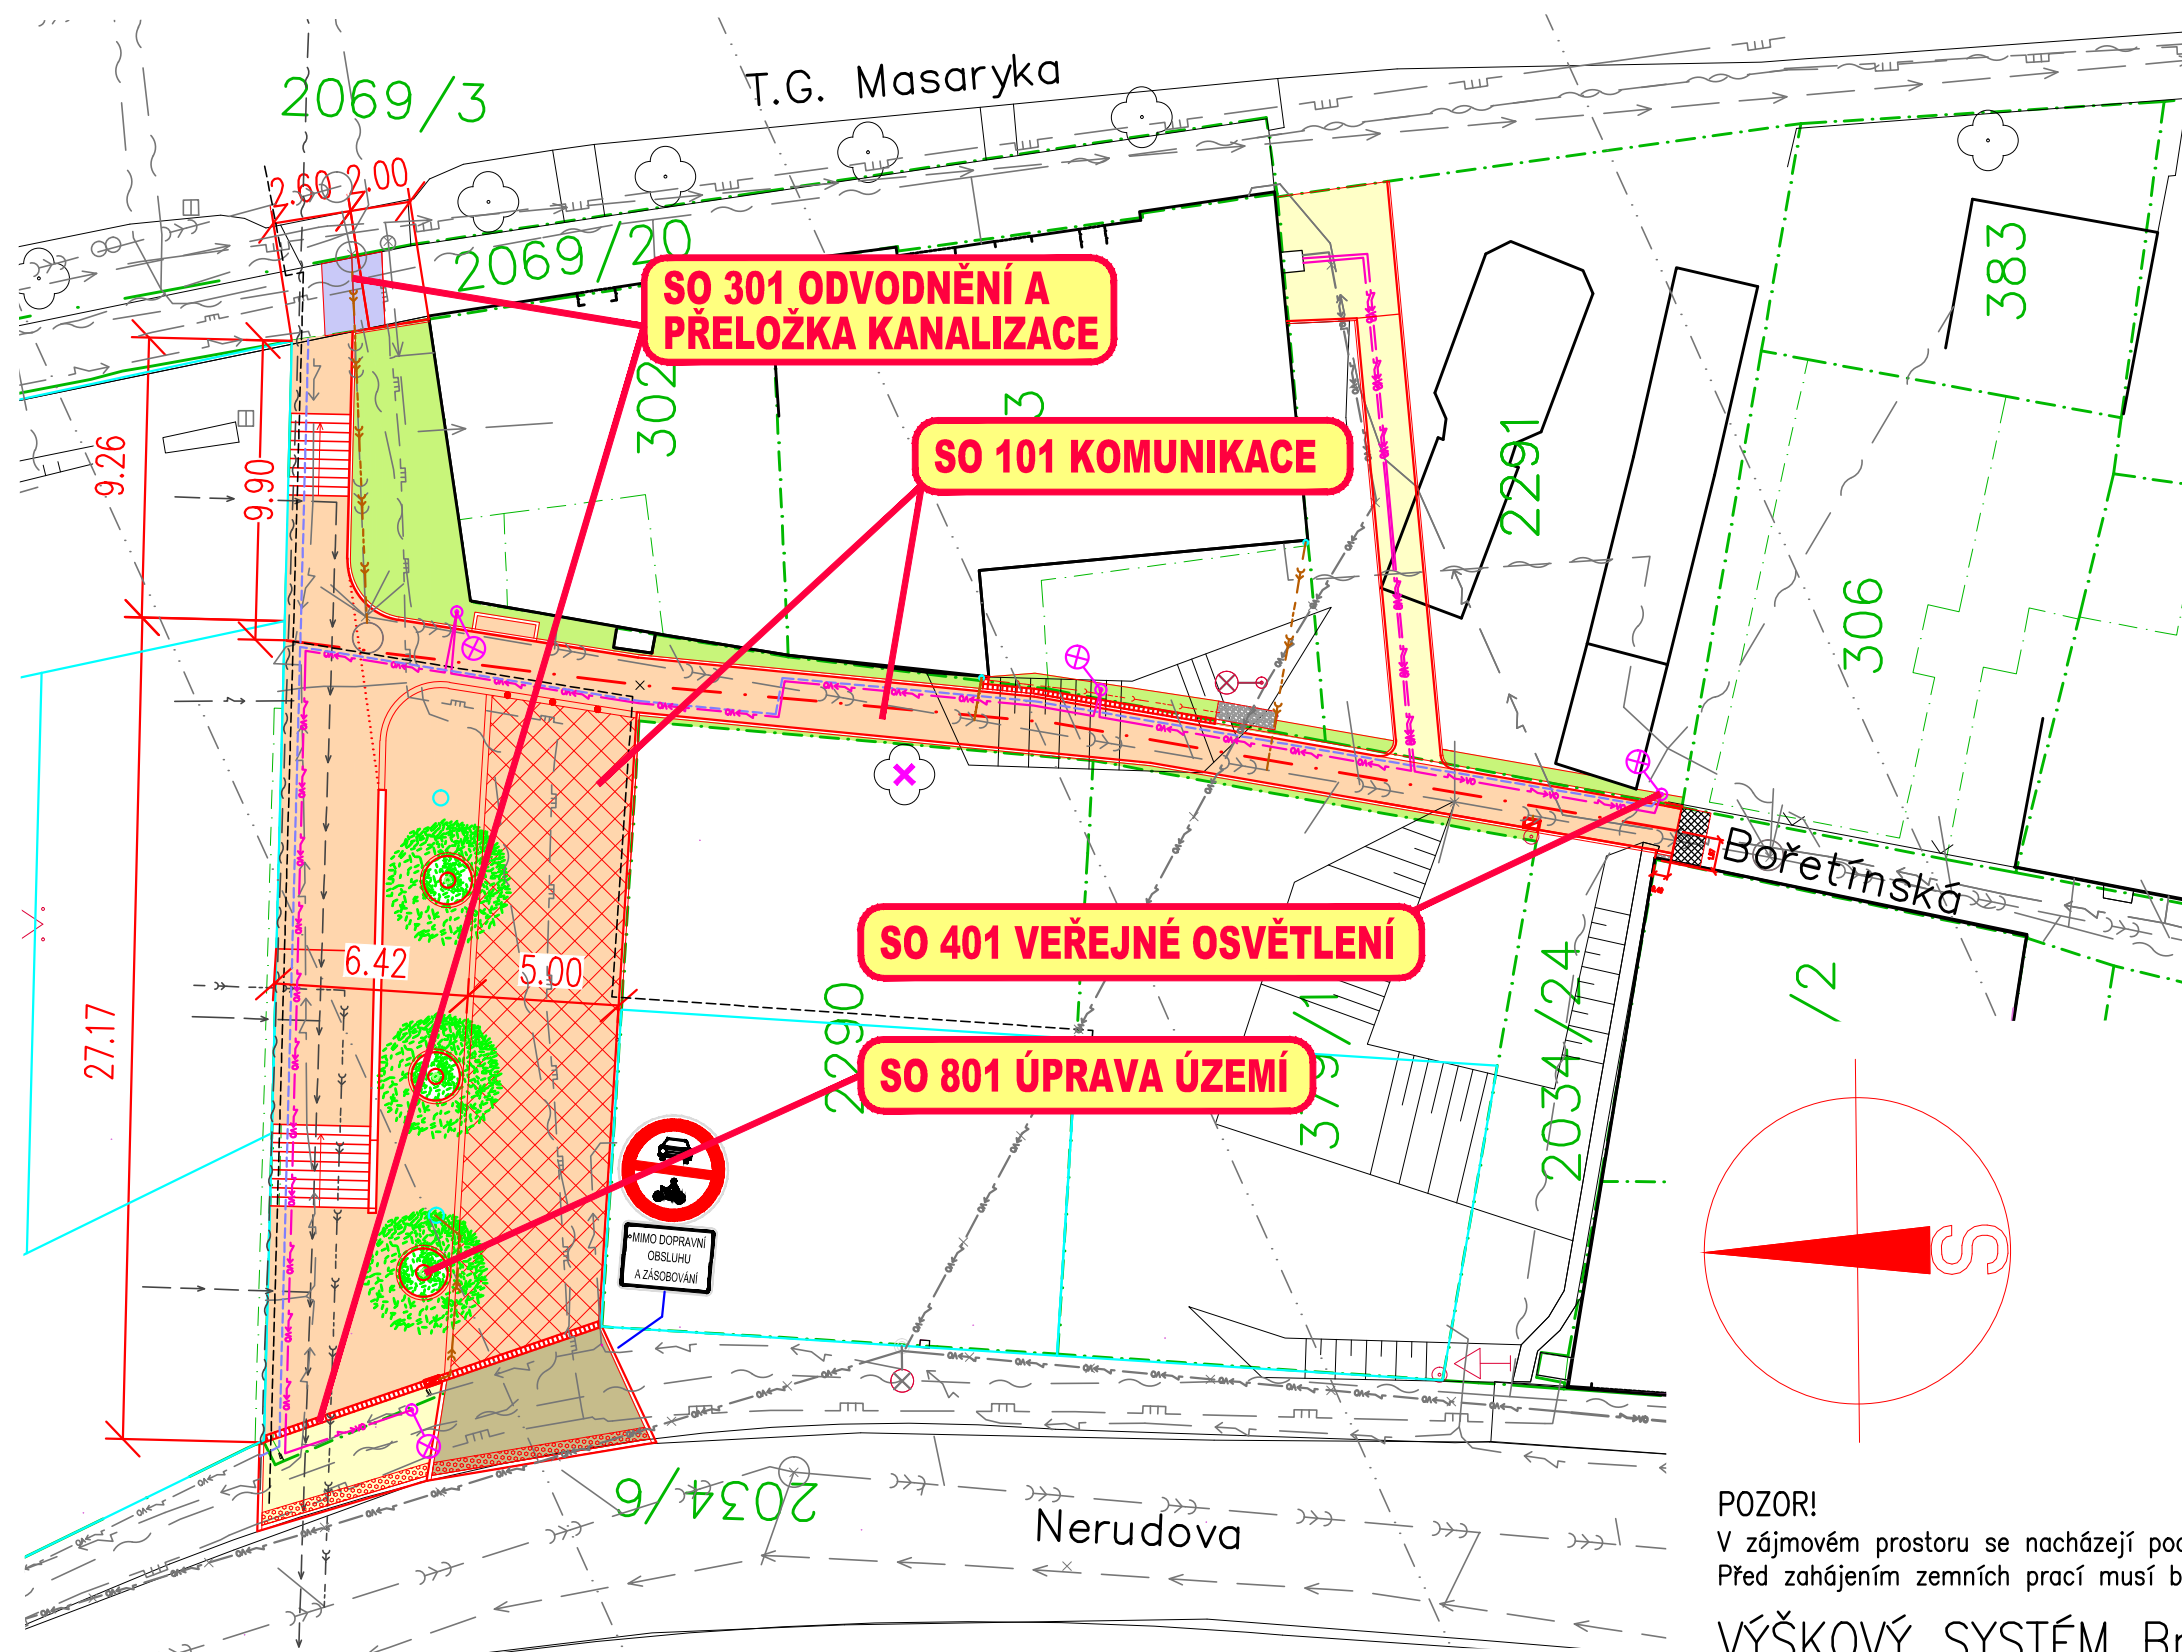 T.G. Masaryka
2069/3
2.60
2.00
2069/20
SO 301 ODVODNĚNÍ A
PŘELOŽKA KANALIZACE
383
302
3
9.26
9.90
SO 101 KOMUNIKACE
2291
306
Bořetínská
SO 401 VEŘEJNÉ OSVĚTLENÍ
6.42
5.00
2290
2034/24
/2
27.17
SO 801 ÚPRAVA ÚZEMÍ
MIMO DOPRAVNÍ
OBSLUHU
A ZÁSOBOVÁNÍ
S
2034/6
Nerudova
POZOR!
V zájmovém prostoru se nacházejí
Před zahájením zemních prací musí
VÝŠKOVÝ SYSTÉM